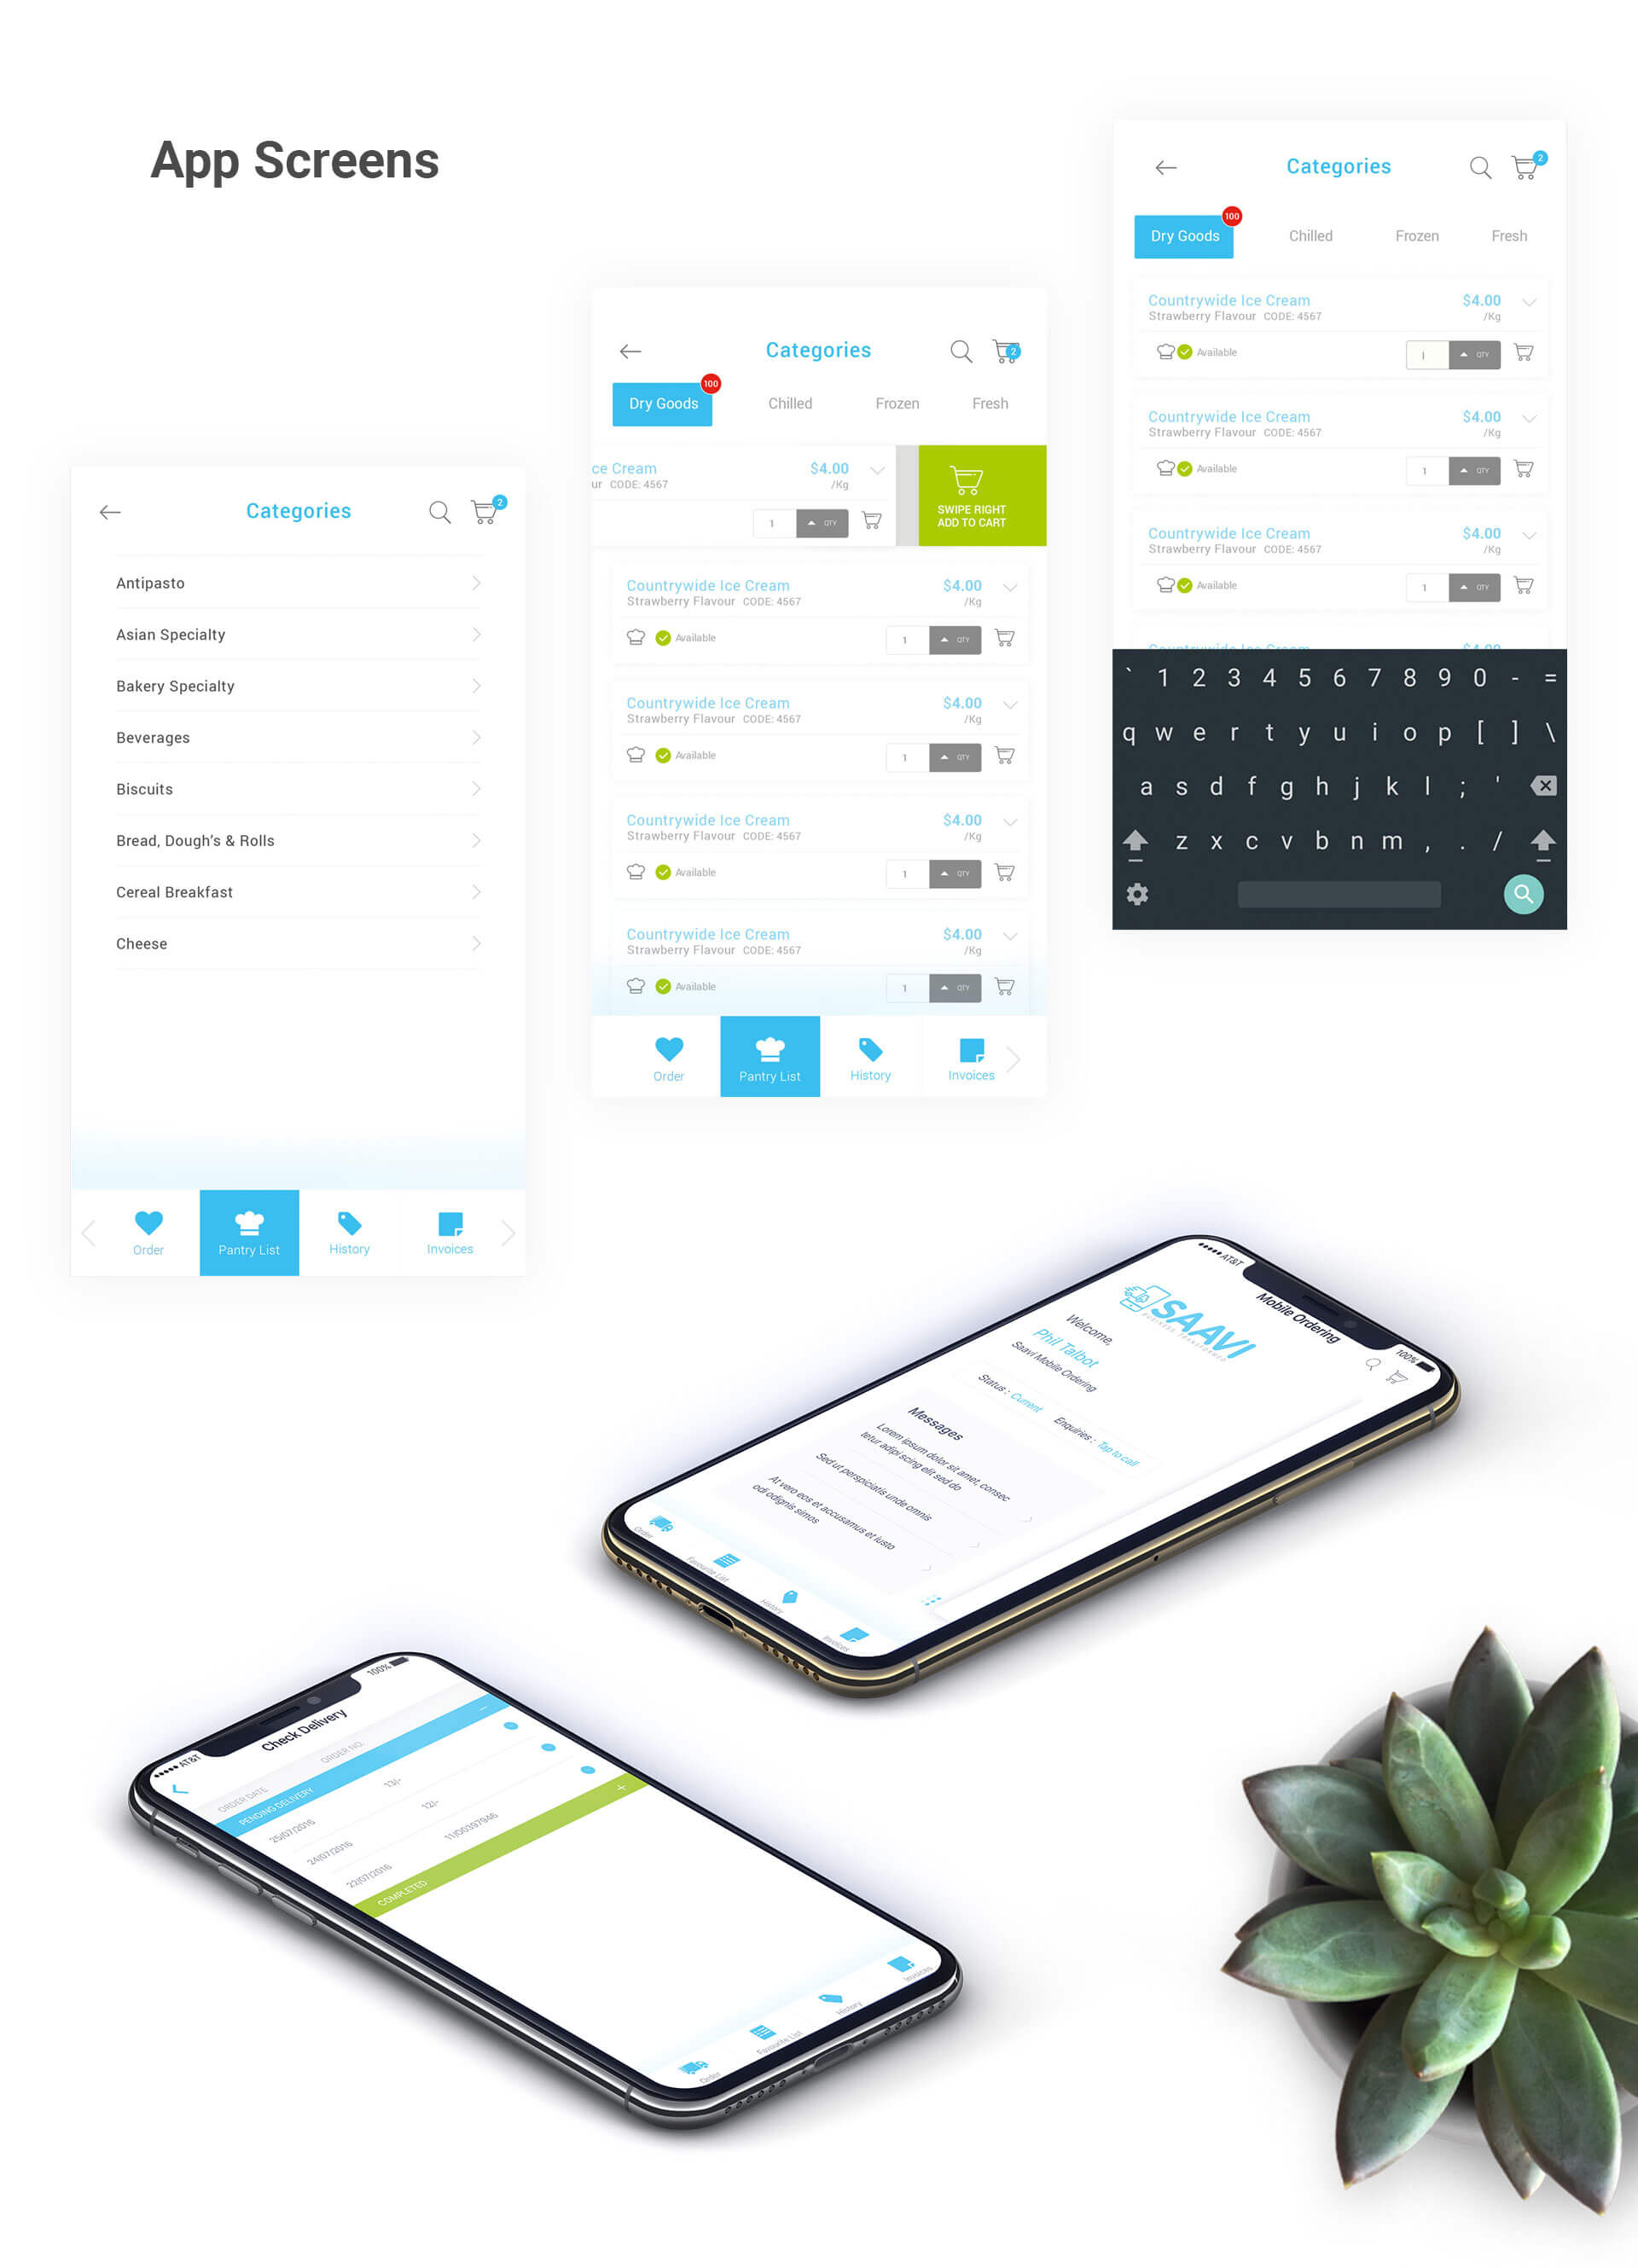 App Screens
Categories
2
Antipasto
Asian Specialty
Bakery Specialty
Beverages
Biscuits
Bread, Dough's & Rolls
Cereal Breakfast
Cheese
Order
Pantry List
History
Invoices
Categories
2
Dry Goods
100
Chilled
Frozen
Fresh
ce Cream
$4.00
ur CODE: 4567
/Kg
1
QTY
SWIPE RIGHT
ADD TO CART
Countrywide Ice Cream
$4.00
Strawberry Flavour CODE: 4567
/Kg
Available
1
QTY
Countrywide Ice Cream
$4.00
Strawberry Flavour CODE: 4567
/Kg
Available
1
QTY
Countrywide Ice Cream
$4.00
Strawberry Flavour CODE: 4567
/Kg
Available
1
QTY
Countrywide Ice Cream
$4.00
Strawberry Flavour CODE: 4567
/Kg
Available
1
QTY
Order
Pantry List
History
Invoices
Categories
2
Dry Goods
100
Chilled
Frozen
Fresh
Countrywide Ice Cream
$4.00
Strawberry Flavour CODE: 4567
/Kg
Available
QTY
Countrywide Ice Cream
$4.00
Strawberry Flavour CODE: 4567
/Kg
Available
1
QTY
Countrywide Ice Cream
$4.00
Strawberry Flavour CODE: 4567
/Kg
Available
1
QTY
` 1 2 3 4 5 6 7 8 9 0 - =
q w e r t y u i o p [ ] \
a s d f g h j k l ; '
z x c v b n m , . /
AT&T
100%
Mobile Ordering
SAAVI
Welcome,
Phil Talbot
Saavi Mobile Ordering
Status : Current
Enquiries : Tap to call
Messages
Lorem ipsum dolor sit amet, consec
tetur adipi scing elit sed do
Sed ut perspiciatis unde omnis
At vero eos et accusamus et iusto
odi odignis simos
Order
Favourite List
History
Invoices
AT&T
100%
Check Delivery
ORDER DATE
ORDER NO.
PENDING DELIVERY
25/07/2016
13/-
24/07/2016
12/-
22/07/2016
11/00397946
COMPLETED
Order
Favourite List
History
Invoices